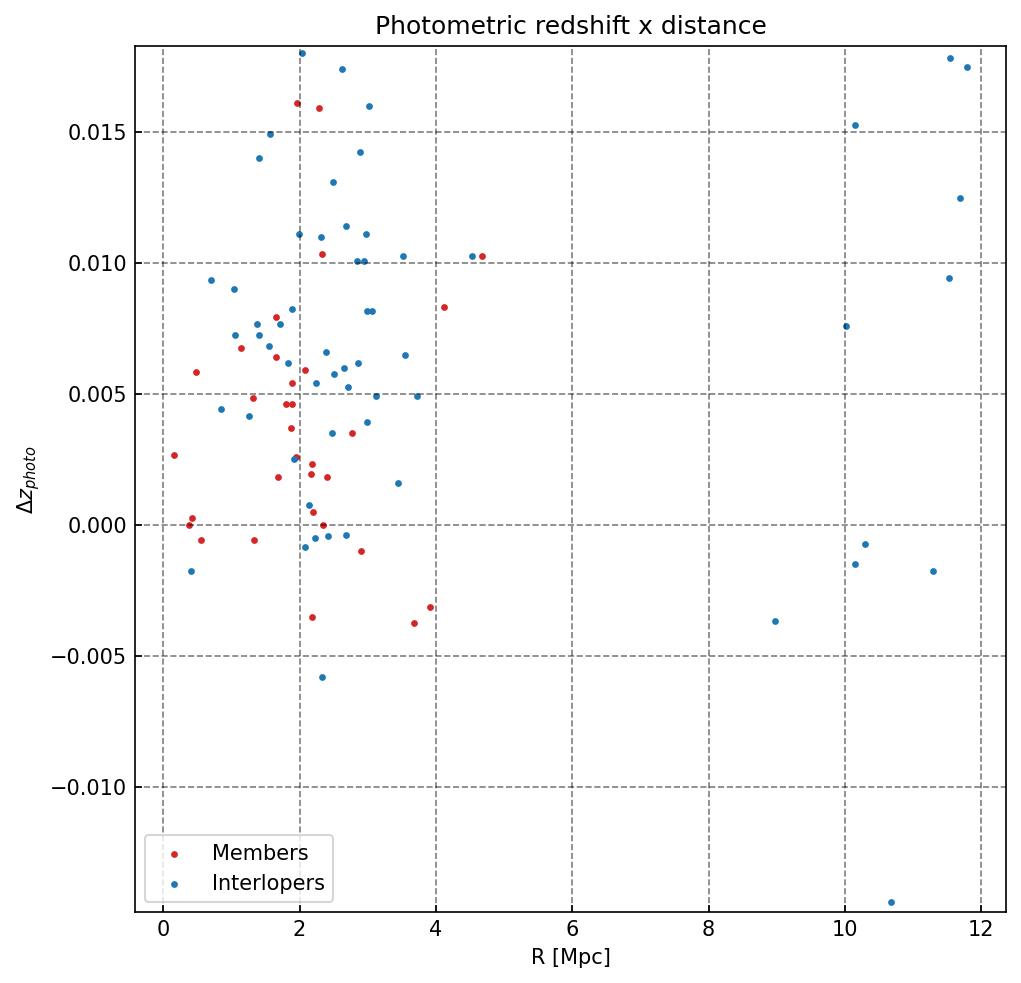 Photometric redshift x distance
0.015
0.010
0.005
0.000
−0.005
−0.010
Δz_photo
Members
Interlopers
0 2 4 6 8 10 12
R [Mpc]